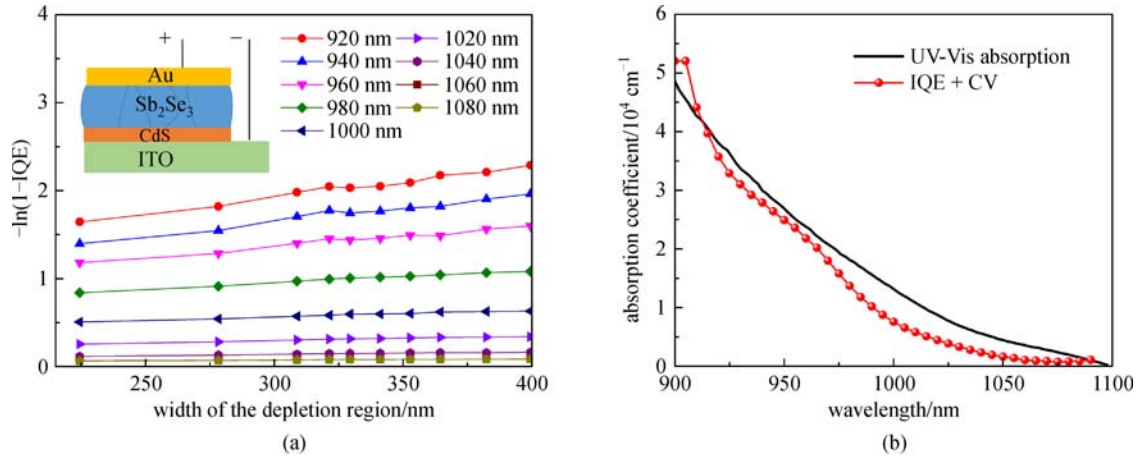 4
3
2
1
0
−ln(1−IQE)
+ −
Au
Sb₂Se₃
CdS
ITO
920 nm 1020 nm
940 nm 1040 nm
960 nm 1060 nm
980 nm 1080 nm
1000 nm
250 300 350 400
width of the depletion region/nm
(a)
6
5
4
3
2
1
0
absorption coefficient/10⁴ cm⁻¹
UV-Vis absorption
IQE + CV
900 950 1000 1050 1100
wavelength/nm
(b)